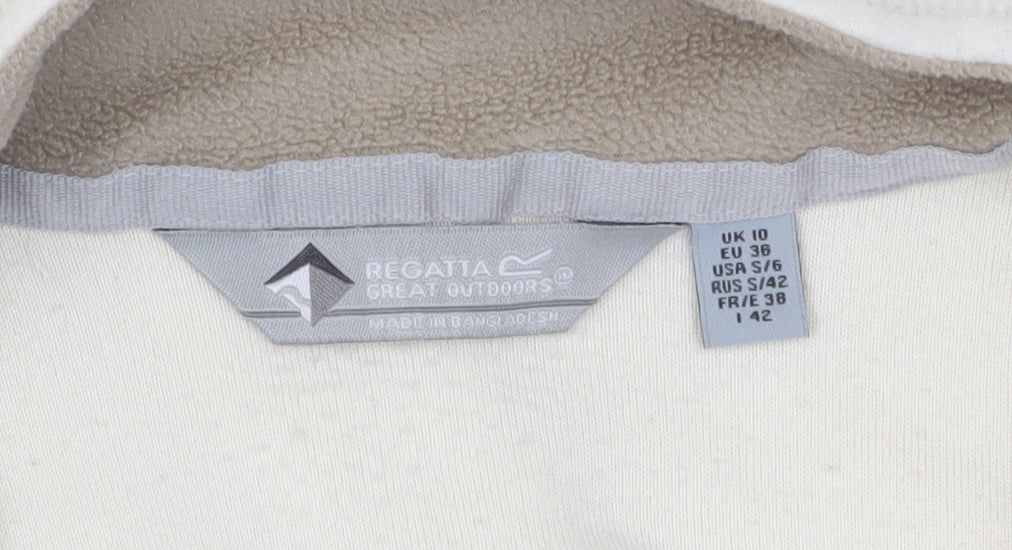 REGATTA
GREAT OUTDOORS®
MADE IN BANGLADESH
UK 10
EU 36
USA S/6
RUS S/42
FR/E 38
I 42